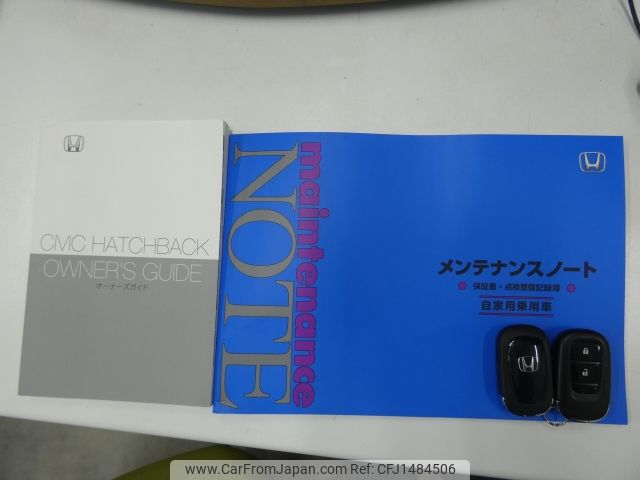 CIVIC HATCHBACK
OWNER'S GUIDE
オーナーズガイド
maintenance
NOTE
メンテナンスノート
保証書・点検整備記録簿
自家用乗用車
www.CarFromJapan.com CFJ1484506